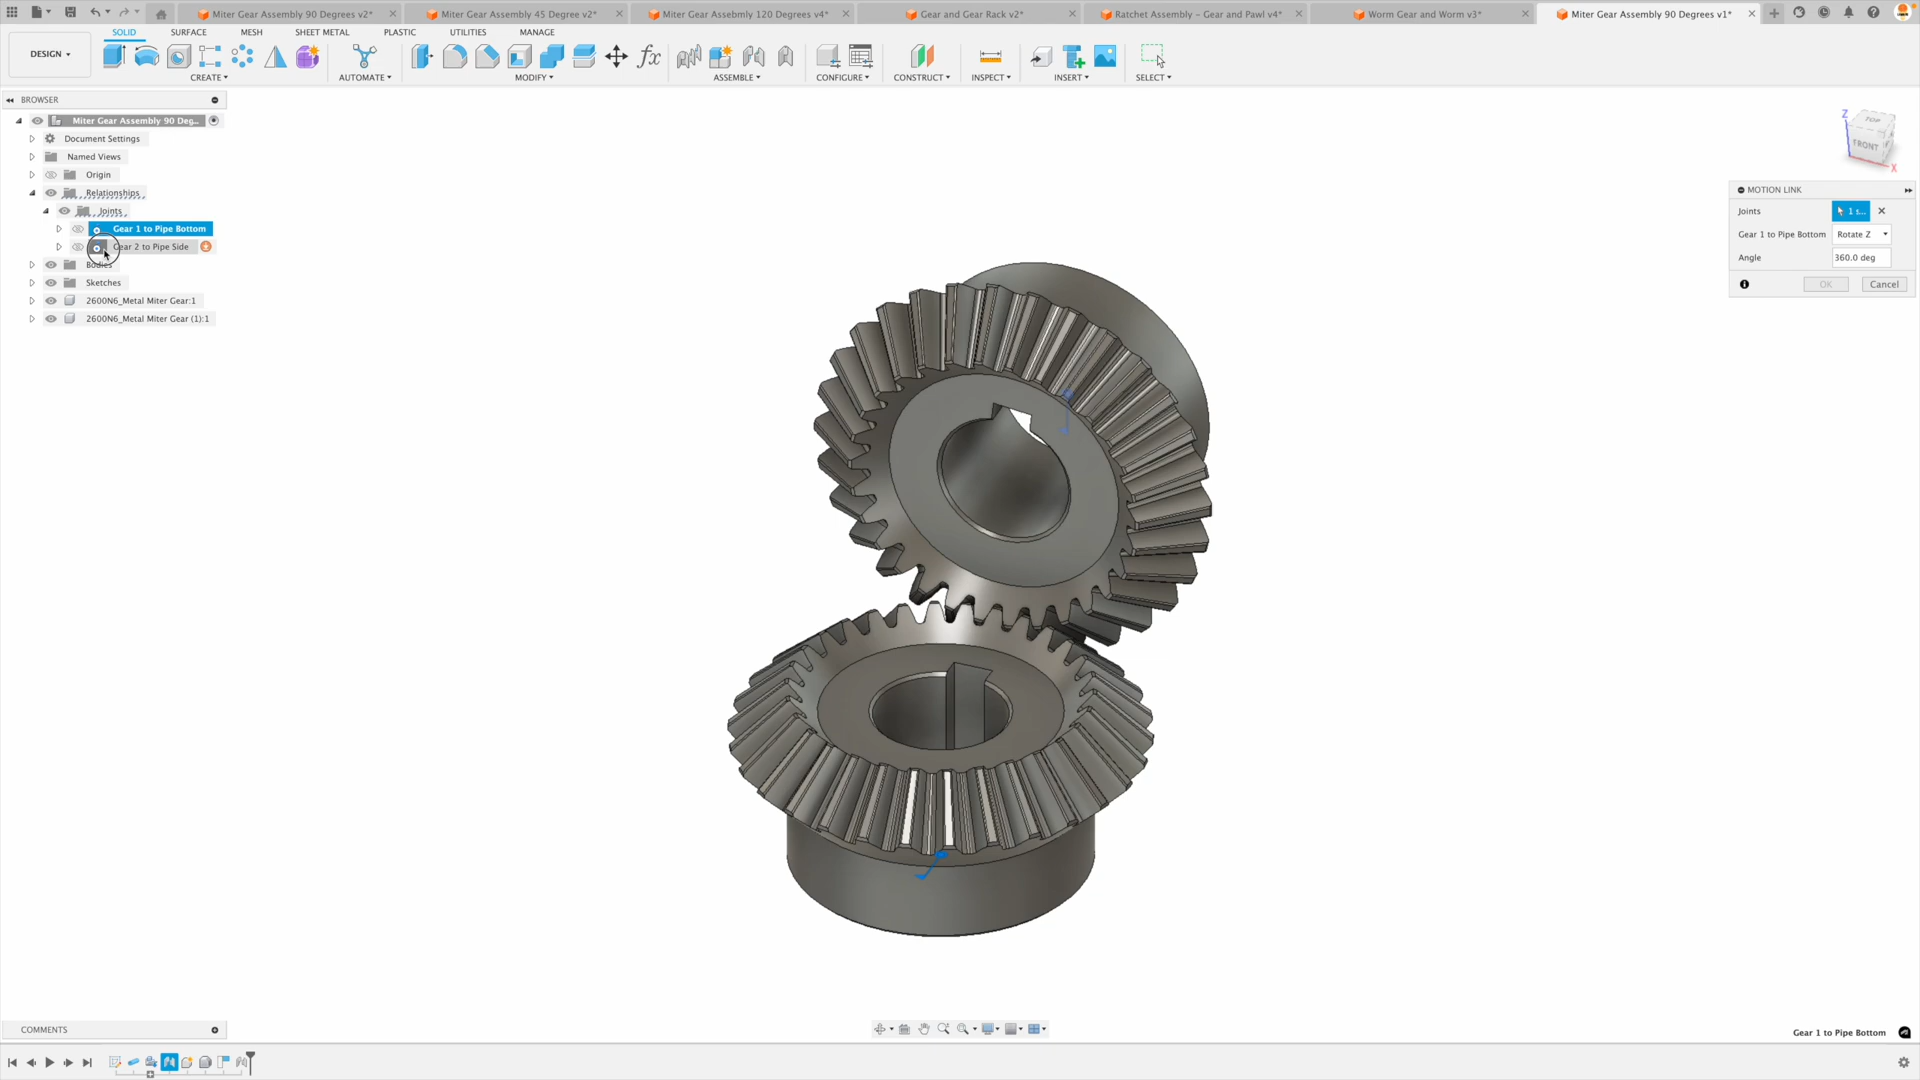 Miter Gear Assembly 90 Degrees v2*
Miter Gear Assembly 45 Degree v2*
Miter Gear Assebmly 120 Degrees v4*
Gear and Gear Rack v2*
Ratchet Assembly - Gear and Pawl v4*
Worm Gear and Worm v3*
Miter Gear Assembly 90 Degrees v1*
DESIGN
SOLID
SURFACE
MESH
SHEET METAL
PLASTIC
UTILITIES
MANAGE
fx
CREATE
AUTOMATE
MODIFY
ASSEMBLE
CONFIGURE
CONSTRUCT
INSPECT
INSERT
SELECT
BROWSER
Miter Gear Assembly 90 Deg...
Document Settings
Named Views
Origin
Relationships
Joints
Gear 1 to Pipe Bottom
Gear 2 to Pipe Side
Bodies
Sketches
2600N6_Metal Miter Gear:1
2600N6_Metal Miter Gear (1):1
Z
TOP
FRONT
X
MOTION LINK
Joints
1 s...
Gear 1 to Pipe Bottom
Rotate Z
Angle
360.0 deg
OK
Cancel
COMMENTS
Gear 1 to Pipe Bottom